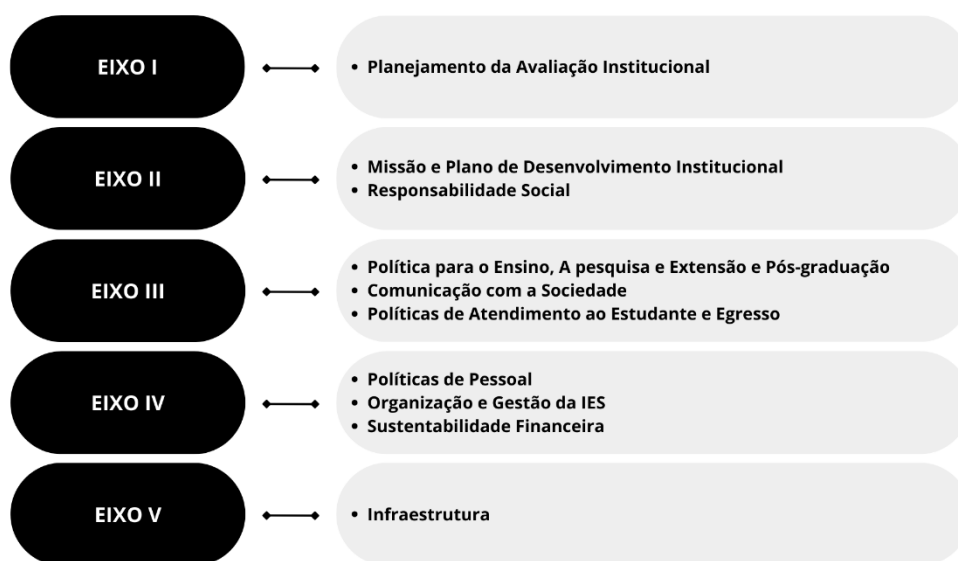 EIXO I
• Planejamento da Avaliação Institucional
EIXO II
• Missão e Plano de Desenvolvimento Institucional
• Responsabilidade Social
EIXO III
• Política para o Ensino, A pesquisa e Extensão e Pós-graduação
• Comunicação com a Sociedade
• Políticas de Atendimento ao Estudante e Egresso
EIXO IV
• Políticas de Pessoal
• Organização e Gestão da IES
• Sustentabilidade Financeira
EIXO V
• Infraestrutura